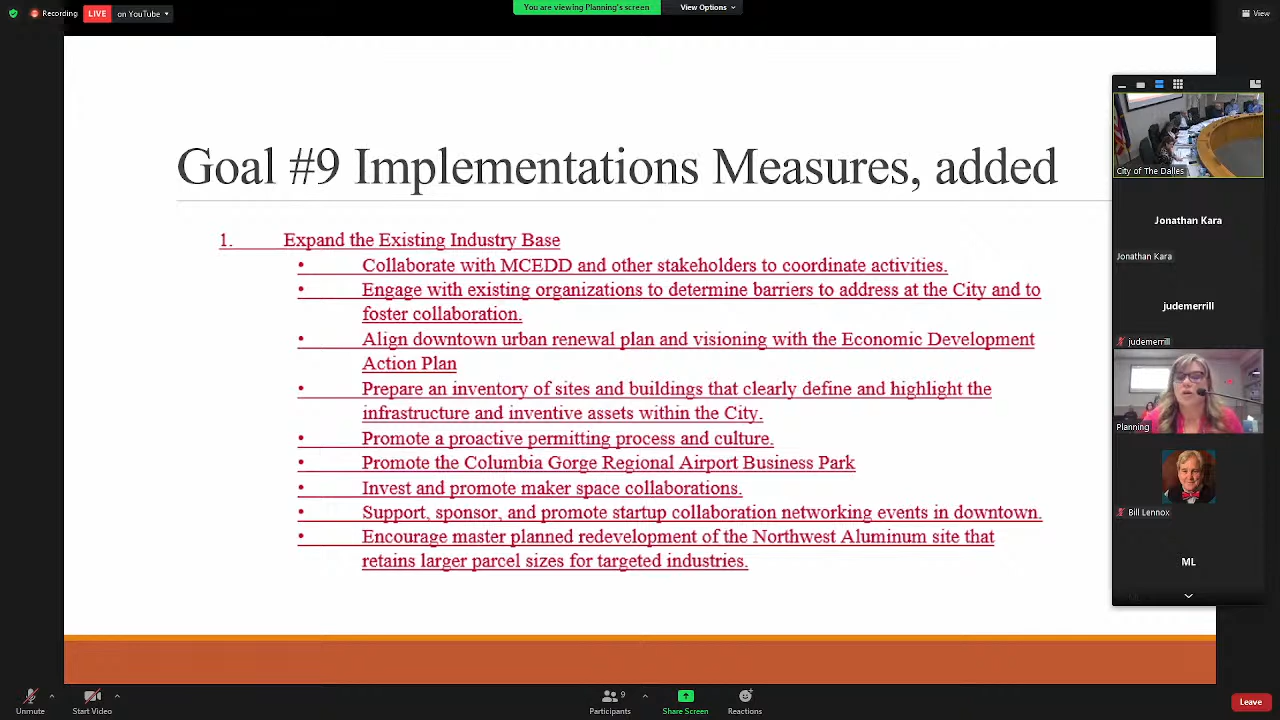 Recording
LIVE
on YouTube
You are viewing Planning's screen
View Options
View
Goal #9 Implementations Measures, added
1. Expand the Existing Industry Base
• Collaborate with MCEDD and other stakeholders to coordinate activities.
• Engage with existing organizations to determine barriers to address at the City and to
foster collaboration.
• Align downtown urban renewal plan and visioning with the Economic Development
Action Plan
• Prepare an inventory of sites and buildings that clearly define and highlight the
infrastructure and inventive assets within the City.
• Promote a proactive permitting process and culture.
• Promote the Columbia Gorge Regional Airport Business Park
• Invest and promote maker space collaborations.
• Support, sponsor, and promote startup collaboration networking events in downtown.
• Encourage master planned redevelopment of the Northwest Aluminum site that
retains larger parcel sizes for targeted industries.
City of The Dalles
Jonathan Kara
Jonathan Kara
judemerrill
judemerrill
Planning
Bill Lennox
ML
Unmute
Start Video
Participants
9
Share Screen
Reactions
Leave